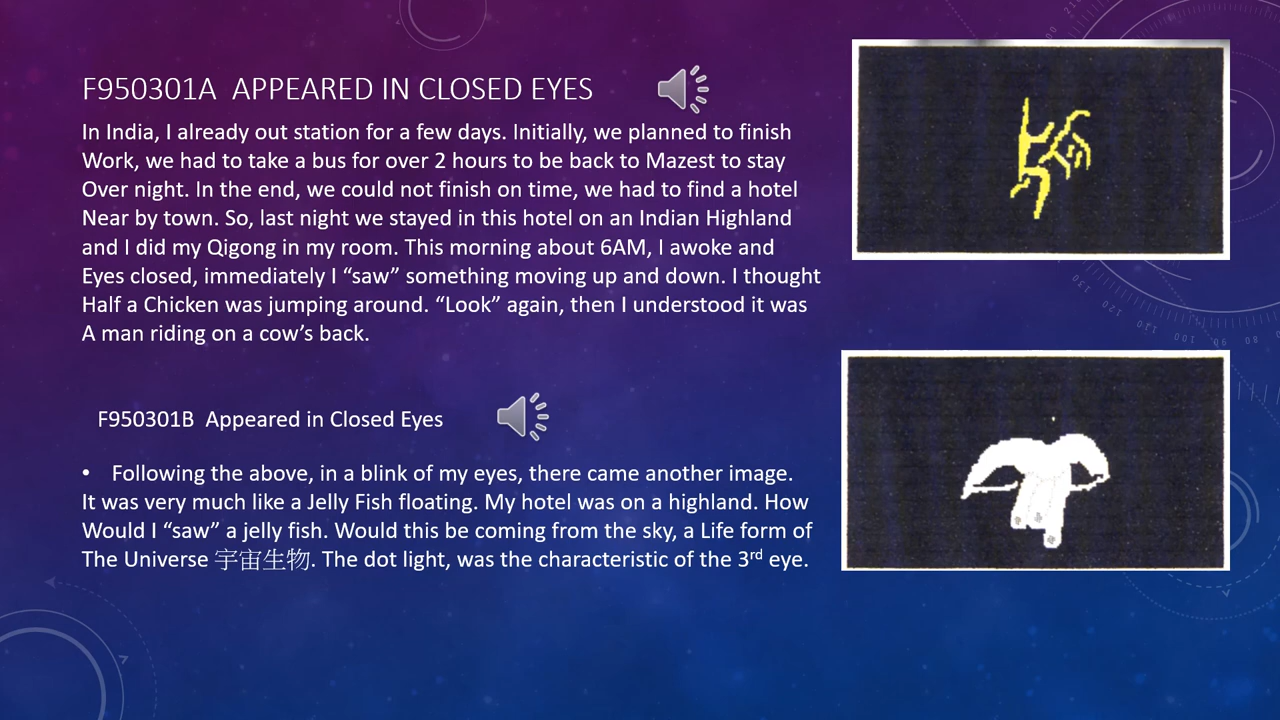 F950301A  APPEARED IN CLOSED EYES
In India, I already out station for a few days. Initially, we planned to finish
Work, we had to take a bus for over 2 hours to be back to Mazest to stay
Over night. In the end, we could not finish on time, we had to find a hotel
Near by town. So, last night we stayed in this hotel on an Indian Highland
and I did my Qigong in my room. This morning about 6AM, I awoke and
Eyes closed, immediately I “saw” something moving up and down. I thought
Half a Chicken was jumping around. “Look” again, then I understood it was
A man riding on a cow’s back.
F950301B  Appeared in Closed Eyes
• Following the above, in a blink of my eyes, there came another image.
It was very much like a Jelly Fish floating. My hotel was on a highland. How
Would I “saw” a jelly fish. Would this be coming from the sky, a Life form of
The Universe 宇宙生物. The dot light, was the characteristic of the 3rd eye.